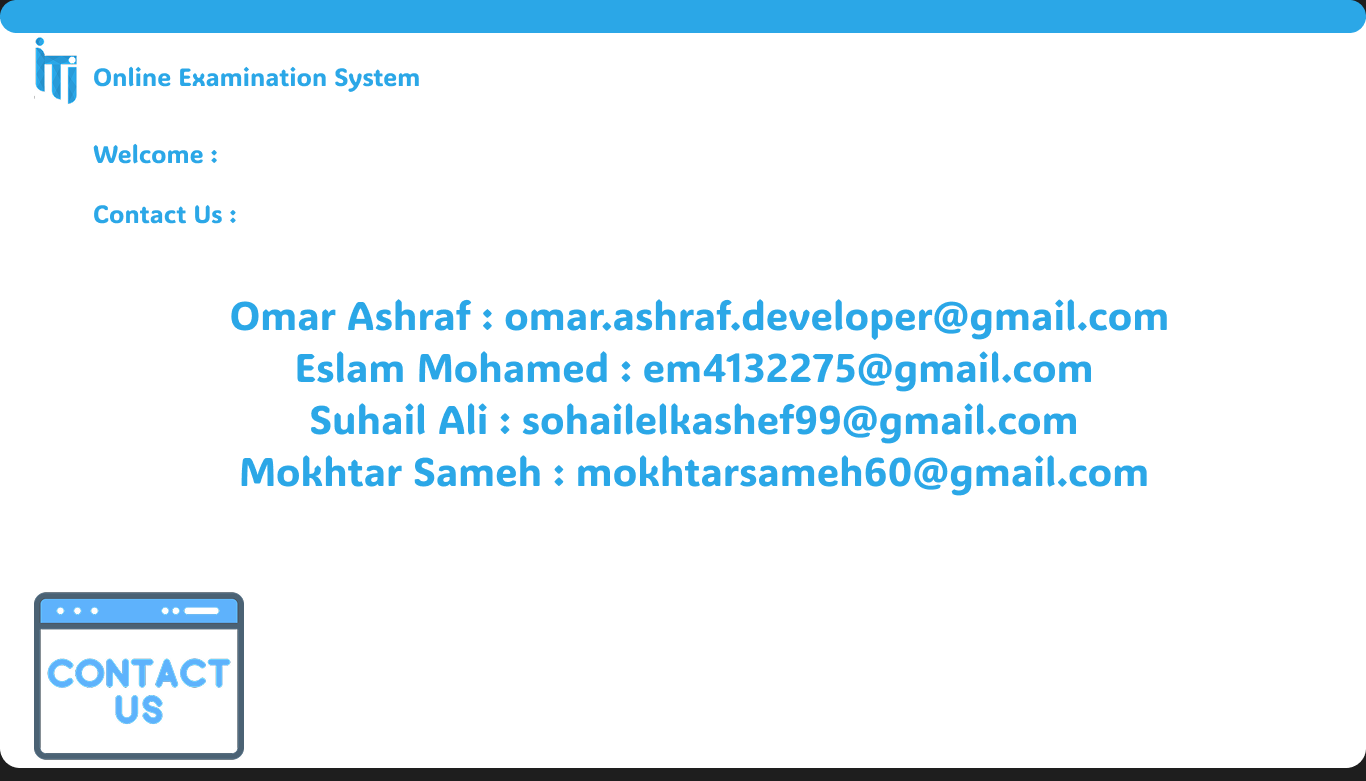 iTi
Online Examination System
Welcome :
Contact Us :
Omar Ashraf : omar.ashraf.developer@gmail.com
Eslam Mohamed : em4132275@gmail.com
Suhail Ali : sohailelkashef99@gmail.com
Mokhtar Sameh : mokhtarsameh60@gmail.com
CONTACT
US